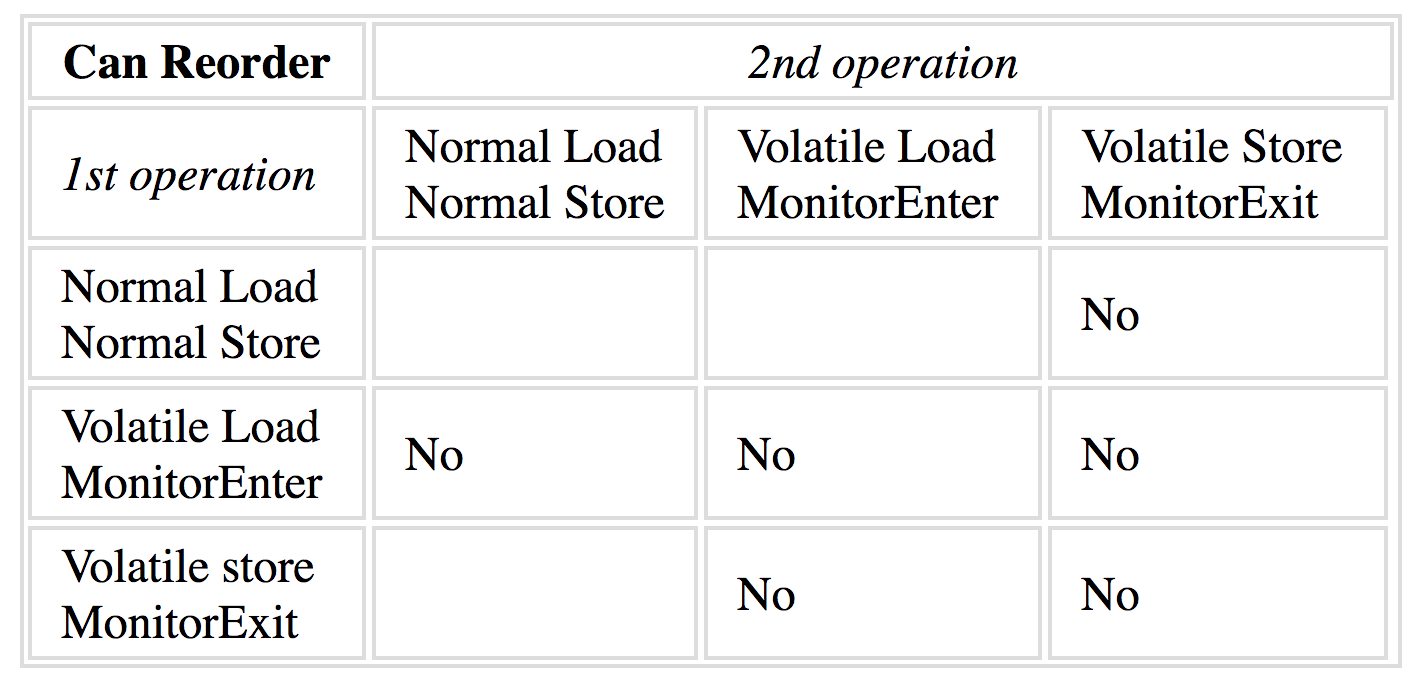 Can Reorder
2nd operation
1st operation
Normal Load
Normal Store
Volatile Load
MonitorEnter
Volatile Store
MonitorExit
Normal Load
Normal Store
No
Volatile Load
MonitorEnter
No
No
No
Volatile store
MonitorExit
No
No